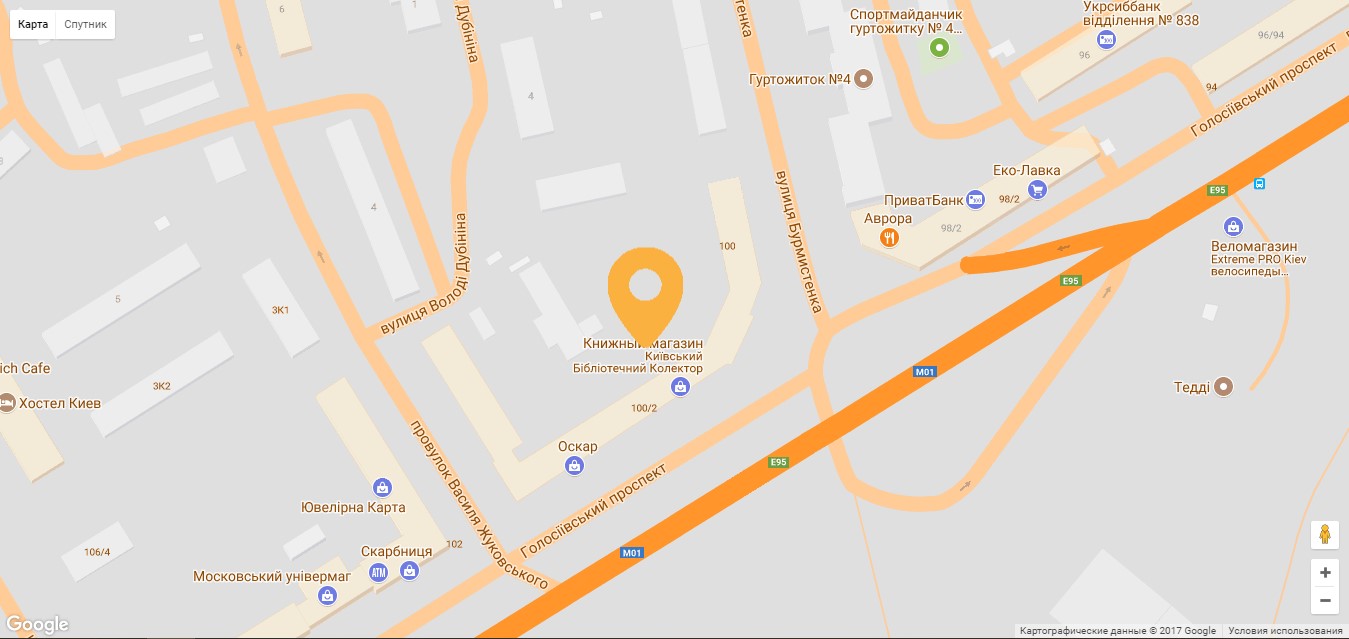 Карта
Спутник
6
1
Дубініна
тенка
Спортмайданчик
гуртожитку № 4...
Укрсиббанк
відділення № 838
96
96/94
94
Гуртожиток №4
Голосіївський проспект
4
4
вулиця Бурмистенка
Еко-Лавка
ПриватБанк
98/2
Аврора
98/2
E95
Веломагазин
Extreme PRO Kiev
велосипеды...
100
E95
вулиця Володі Дубініна
5
3К1
3К2
Книжный магазин
Київський
Бібліотечний Колектор
100/2
M01
Тедді
ich Cafe
Хостел Киев
Оскар
E95
провулок Василя Жуковського
Голосіївський проспект
Ювелірна Карта
102
106/4
Скарбниця
ATM
M01
Московський універмаг
Google
Картографические данные © 2017 Google
Условия использования